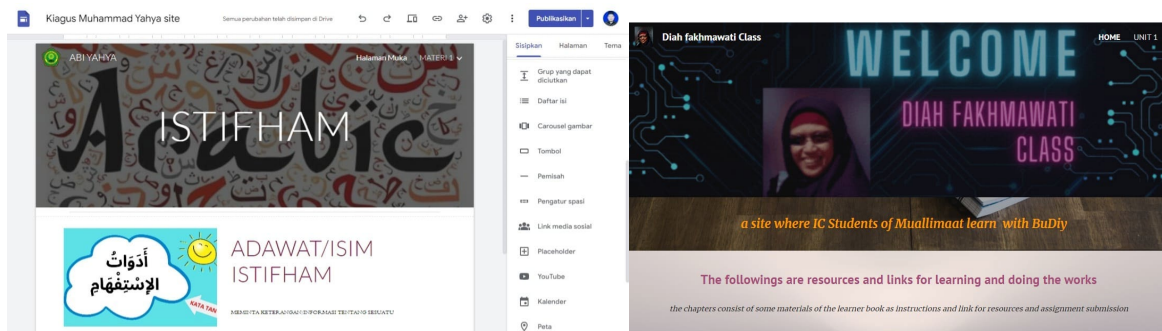 Kiagus Muhammad Yahya site
Semua perubahan telah disimpan di Drive
Publikasikan
Sisipkan Halaman Tema
ABI YAHYA
Halaman Muka MATERI 1
ISTIFHAM
Arabic
أَدَوَاتُ
الإِسْتِفْهَامِ
KATA TAN
ADAWAT/ISIM
ISTIFHAM
MEMINTA KETERANGAN/INFORMASI TENTANG SESUATU
Grup yang dapat
diciutkan
Daftar isi
Carousel gambar
Tombol
Pemisah
Pengatur spasi
Link media sosial
Placeholder
YouTube
Kalender
Peta
Diah fakhmawati Class
HOME UNIT 1
WELCOME
DIAH FAKHMAWATI
CLASS
a site where IC Students of Muallimaat learn with BuDiy
The followings are resources and links for learning and doing the works
the chapters consist of some materials of the learner book as instructions and link for resources and assignment submission